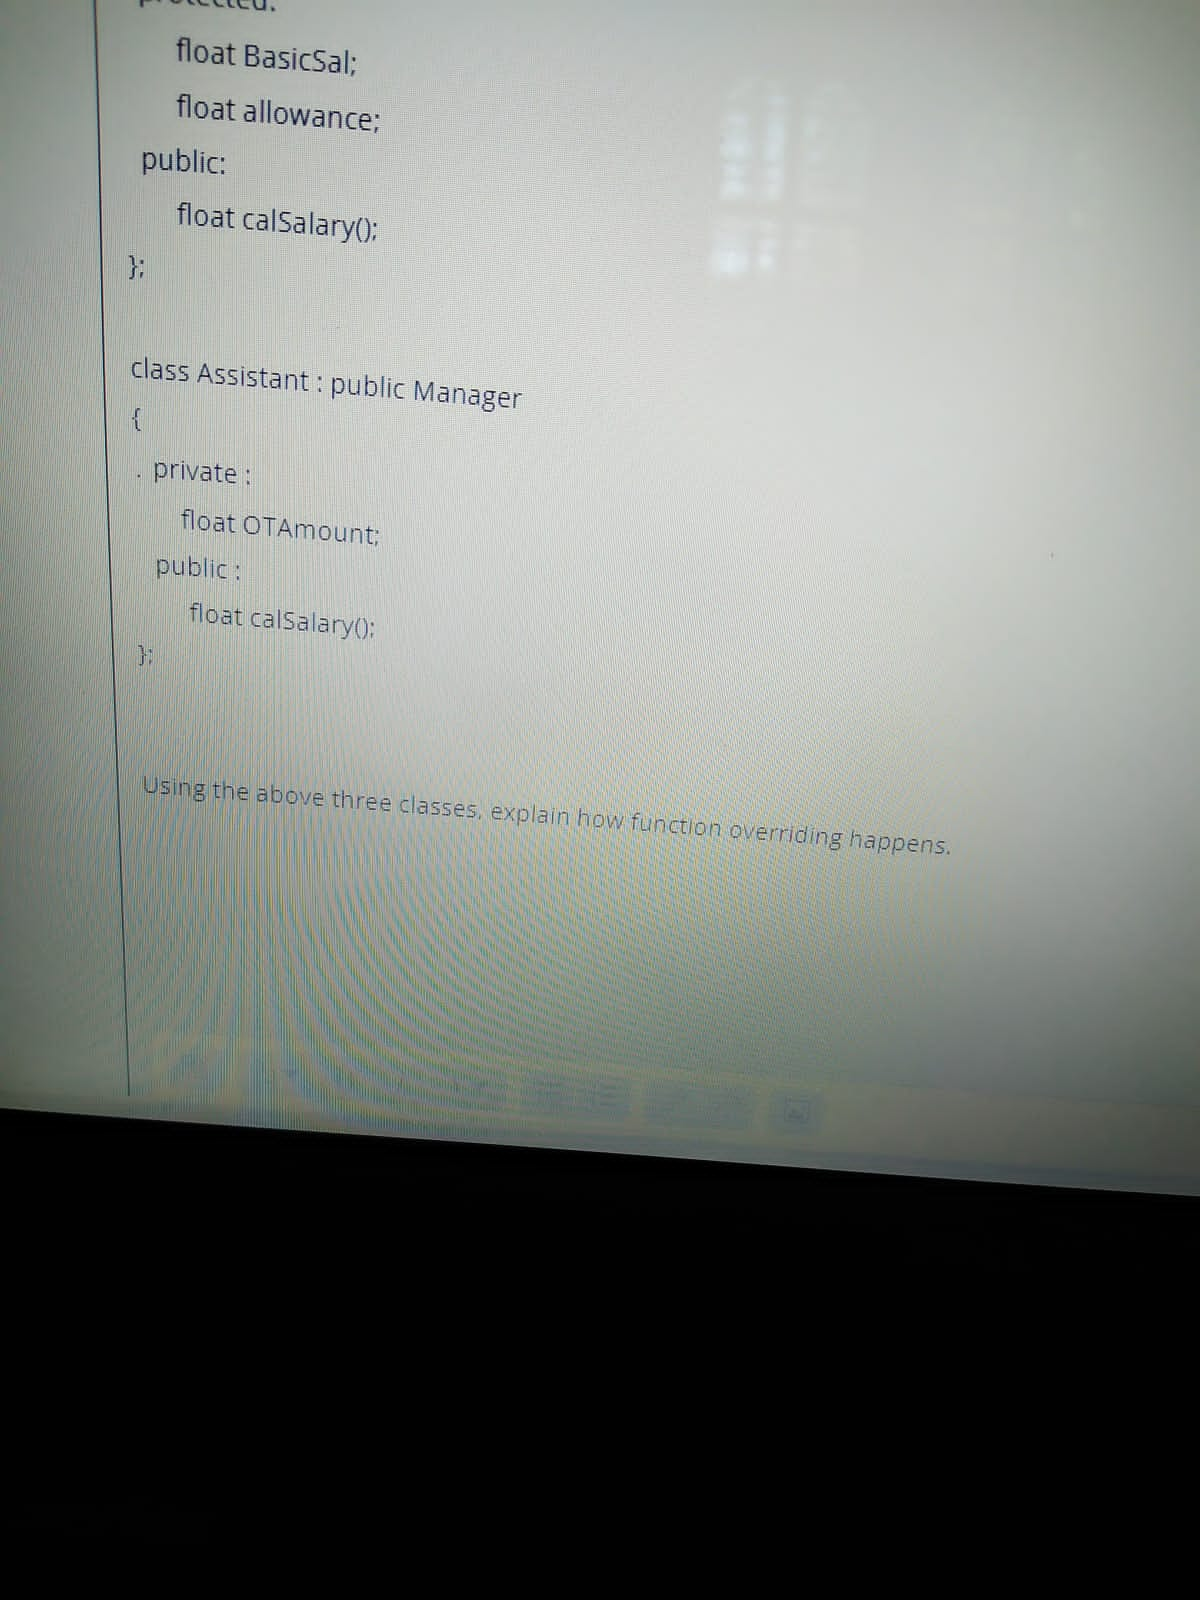 protected:
float BasicSal;
float allowance;
public:
float calSalary();
};
class Assistant : public Manager
{
. private :
float OTAmount;
public :
float calSalary();
};
Using the above three classes, explain how function overriding happens.